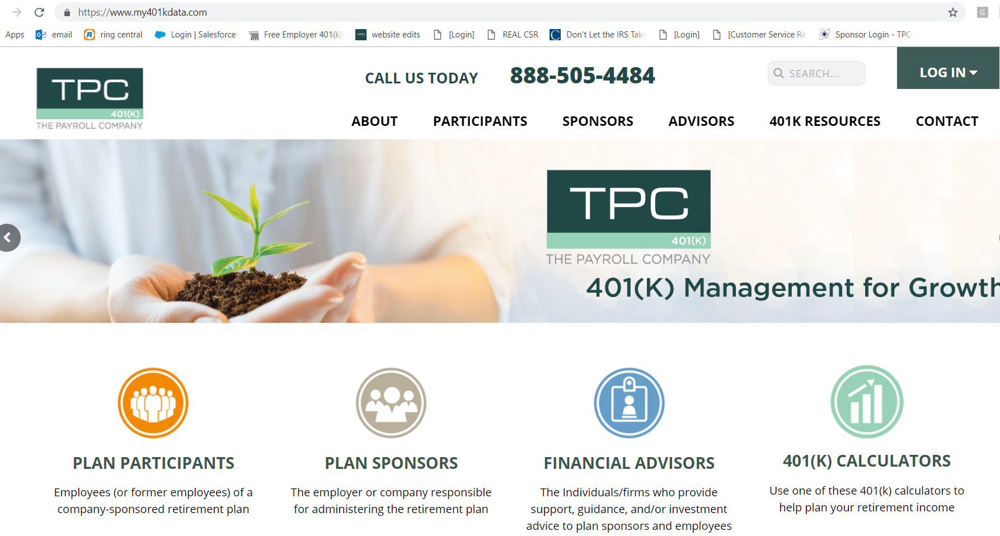 https://www.my401kdata.com
G
Apps
email
ring central
Login | Salesforce
Free Employer 401(k)
TPC
website edits
[Login]
REAL CSR
C
Don't Let the IRS Take
[Login]
[Customer Service Re
Sponsor Login - TPC
TPC
401(K)
THE PAYROLL COMPANY
CALL US TODAY
888-505-4484
SEARCH...
LOG IN
ABOUT
PARTICIPANTS
SPONSORS
ADVISORS
401K RESOURCES
CONTACT
TPC
401(K)
THE PAYROLL COMPANY
401(K) Management for Growth
PLAN PARTICIPANTS
Employees (or former employees) of a
company-sponsored retirement plan
PLAN SPONSORS
The employer or company responsible
for administering the retirement plan
FINANCIAL ADVISORS
The Individuals/firms who provide
support, guidance, and/or investment
advice to plan sponsors and employees
401(K) CALCULATORS
Use one of these 401(k) calculators to
help plan your retirement income